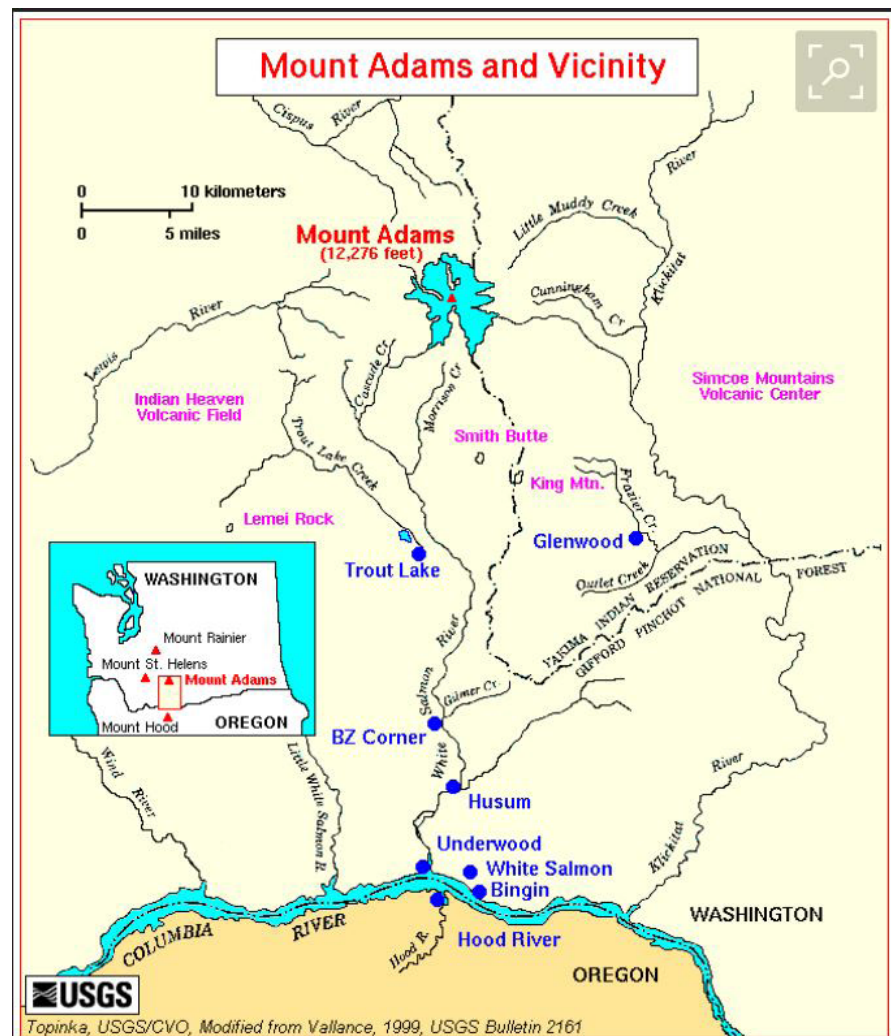 Mount Adams and Vicinity
Cispus River
0 10 kilometers
0 5 miles
Mount Adams
(12,276 feet)
Little Muddy Creek
River
Klickitat
Cunningham Cr.
Lewis River
Cascade Cr.
Morrison Cr.
Indian Heaven
Volcanic Field
Simcoe Mountains
Volcanic Center
Trout Lake Creek
Smith Butte
King Mtn.
Frazier Cr.
Lemei Rock
Glenwood
Trout Lake
Outlet Creek
YAKIMA INDIAN RESERVATION
GIFFORD PINCHOT NATIONAL FOREST
WASHINGTON
Mount Rainier
Mount St. Helens
Mount Adams
OREGON
Mount Hood
White Salmon River
Gilmer Cr.
BZ Corner
Wind River
Little White Salmon R.
Husum
River
Klickitat
Underwood
White Salmon
Bingin
WASHINGTON
COLUMBIA RIVER
Hood R.
Hood River
OREGON
USGS
Topinka, USGS/CVO, Modified from Vallance, 1999, USGS Bulletin 2161